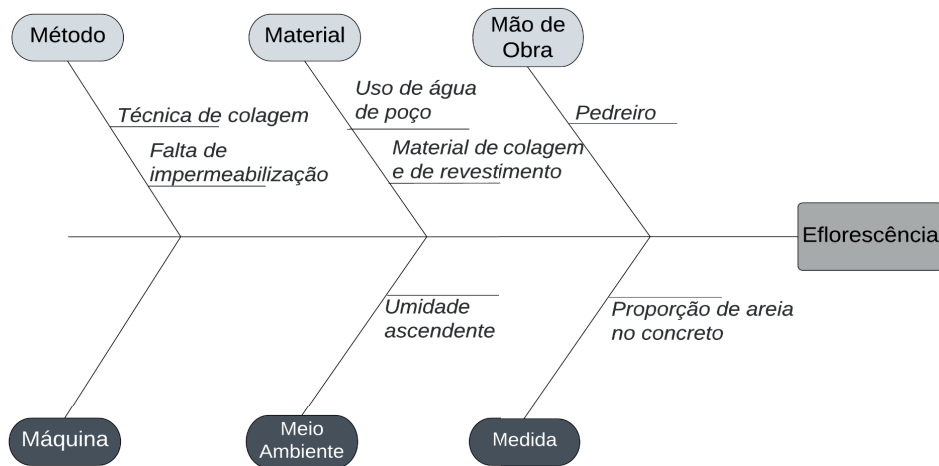 Método
Material
Mão de
Obra
Técnica de colagem
Falta de
impermeabilização
Uso de água
de poço
Material de colagem
e de revestimento
Pedreiro
Eflorescência
Umidade
ascendente
Proporção de areia
no concreto
Máquina
Meio
Ambiente
Medida